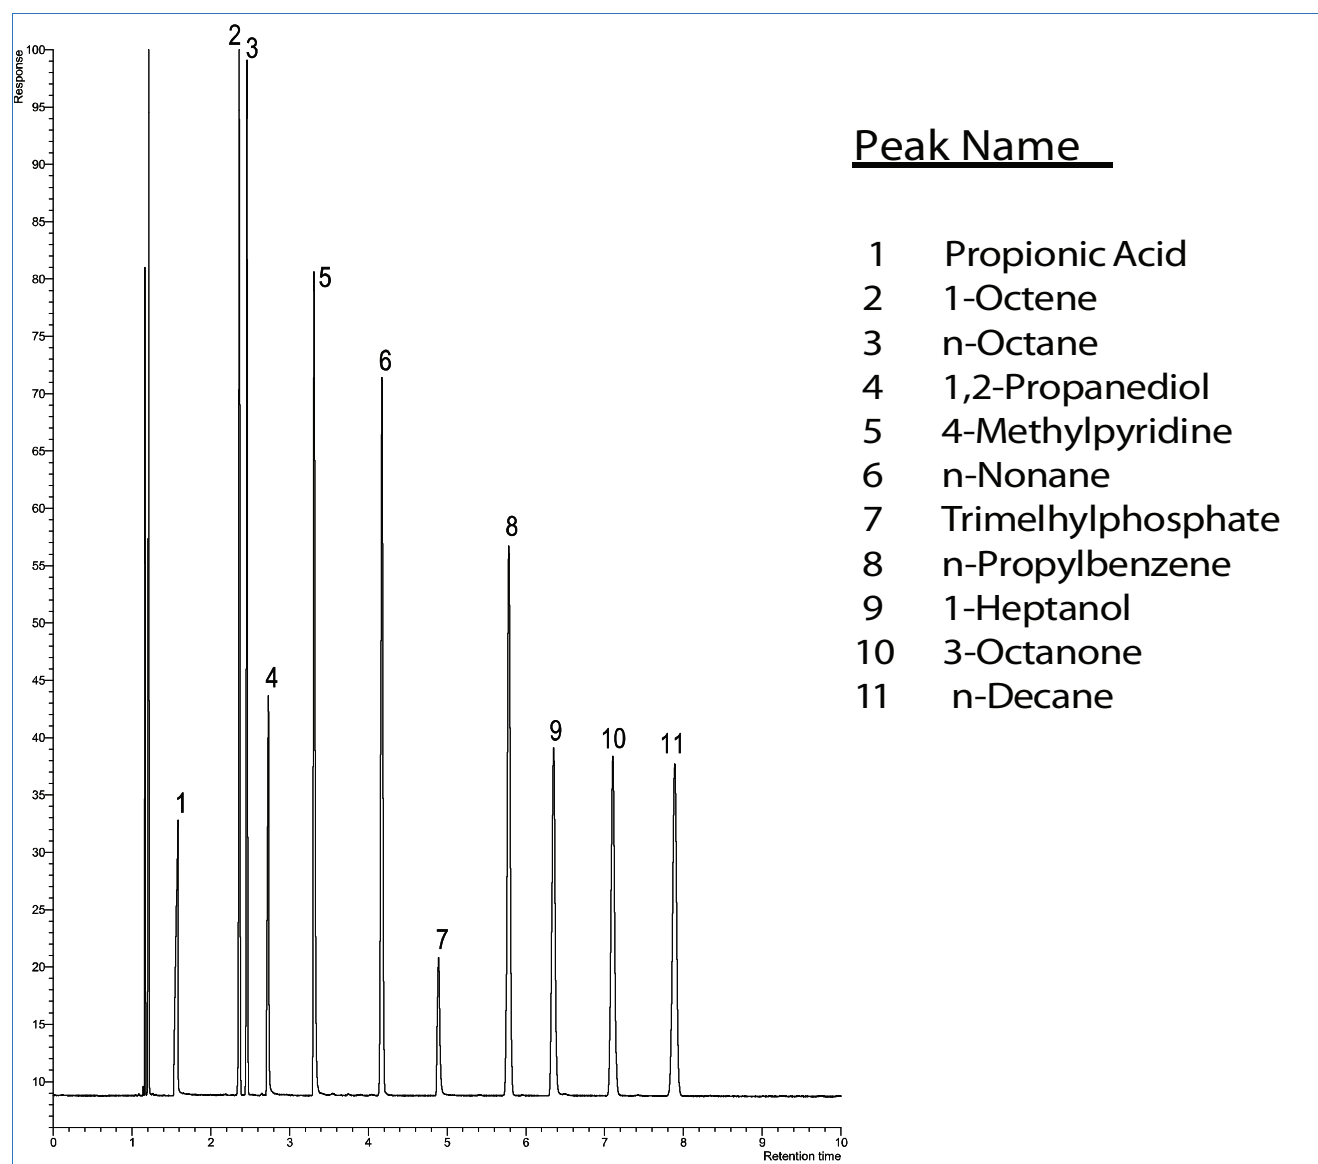 2
3
100
Response
95
90
85
80
75
70
65
60
55
50
45
40
35
30
25
20
15
10
5
6
8
4
9
10
11
1
7
0 1 2 3 4 5 6 7 8 9 10
Retention time
Peak Name
1 Propionic Acid
2 1-Octene
3 n-Octane
4 1,2-Propanediol
5 4-Methylpyridine
6 n-Nonane
7 Trimelhylphosphate
8 n-Propylbenzene
9 1-Heptanol
10 3-Octanone
11 n-Decane